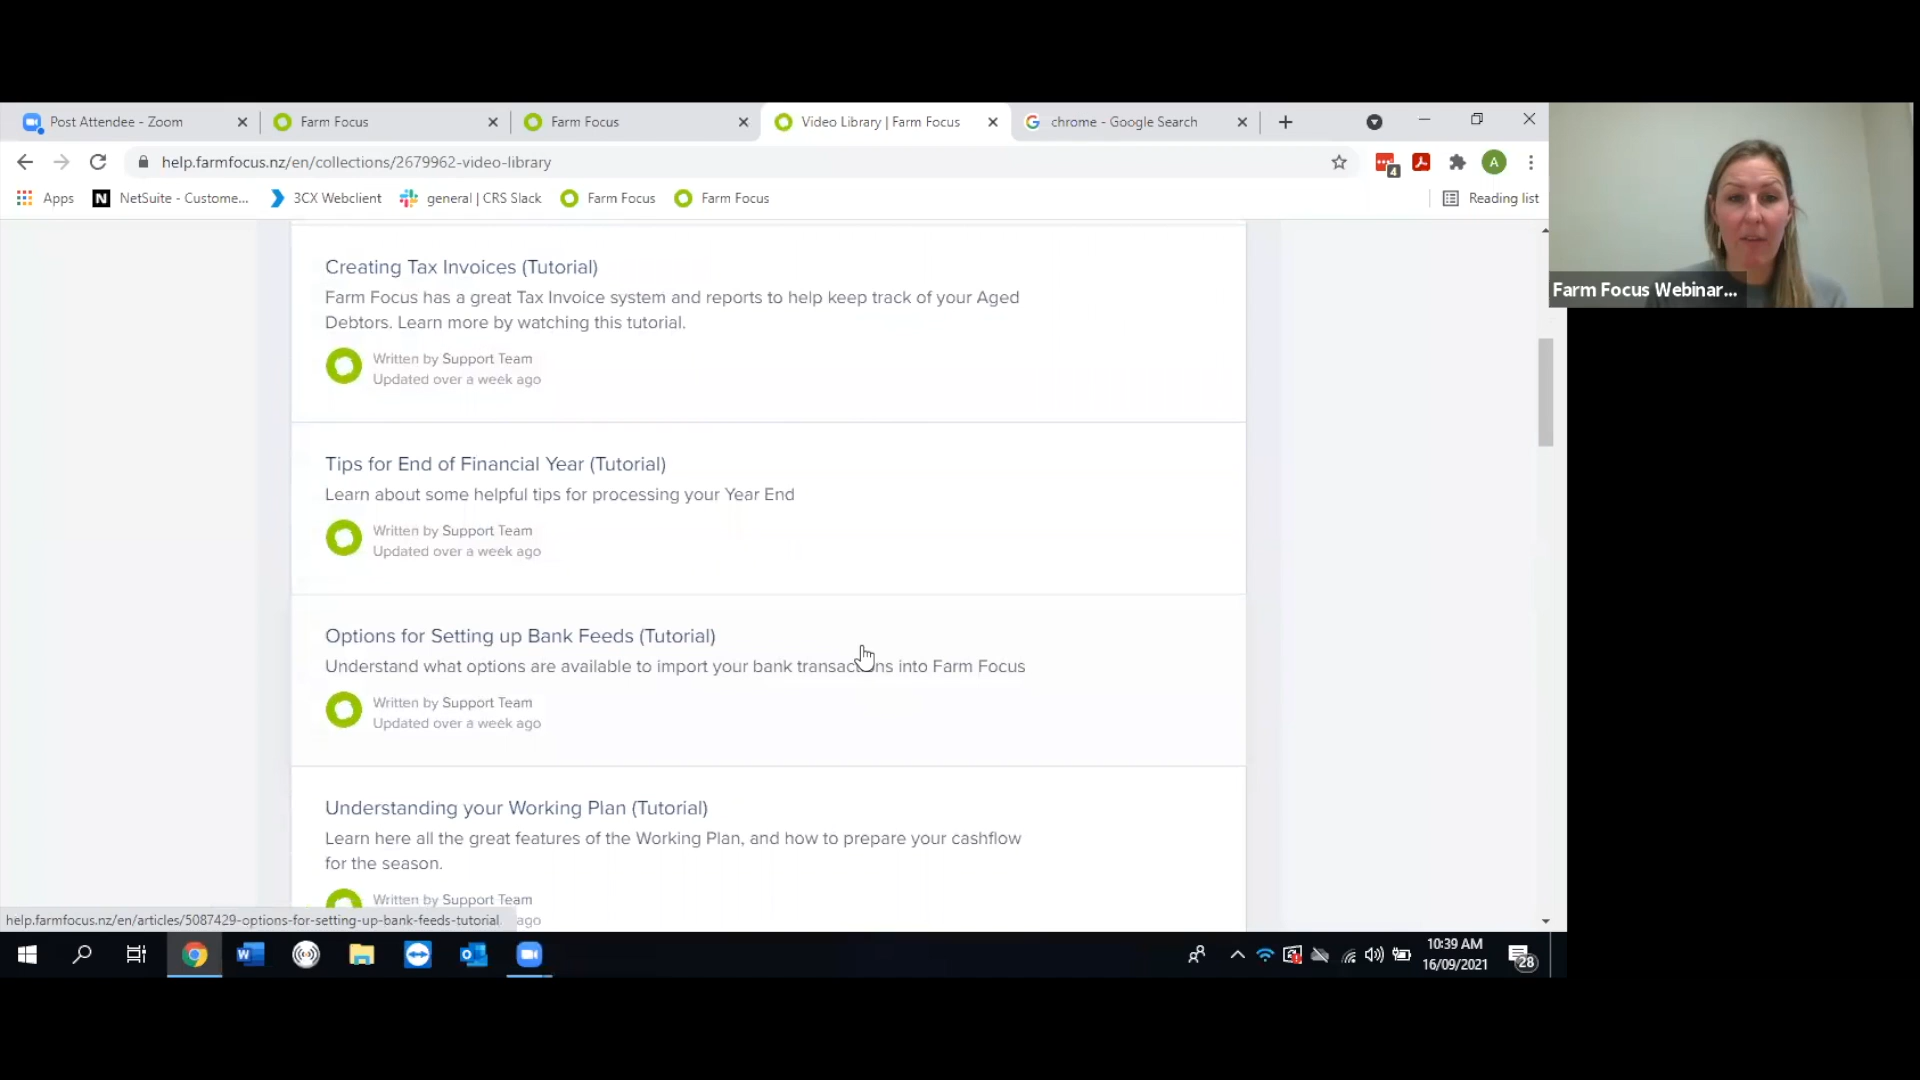 Post Attendee - Zoom
Farm Focus
Farm Focus
Video Library | Farm Focus
chrome - Google Search
help.farmfocus.nz/en/collections/2679962-video-library
4
A
Apps
NetSuite - Custome...
3CX Webclient
general | CRS Slack
Farm Focus
Farm Focus
Reading list
Farm Focus Webinar...
Creating Tax Invoices (Tutorial)
Farm Focus has a great Tax Invoice system and reports to help keep track of your Aged
Debtors. Learn more by watching this tutorial.
Written by Support Team
Updated over a week ago
Tips for End of Financial Year (Tutorial)
Learn about some helpful tips for processing your Year End
Written by Support Team
Updated over a week ago
Options for Setting up Bank Feeds (Tutorial)
Understand what options are available to import your bank transactions into Farm Focus
Written by Support Team
Updated over a week ago
Understanding your Working Plan (Tutorial)
Learn here all the great features of the Working Plan, and how to prepare your cashflow
for the season.
Written by Support Team
ago
help.farmfocus.nz/en/articles/5087429-options-for-setting-up-bank-feeds-tutorial
10:39 AM
16/09/2021
28